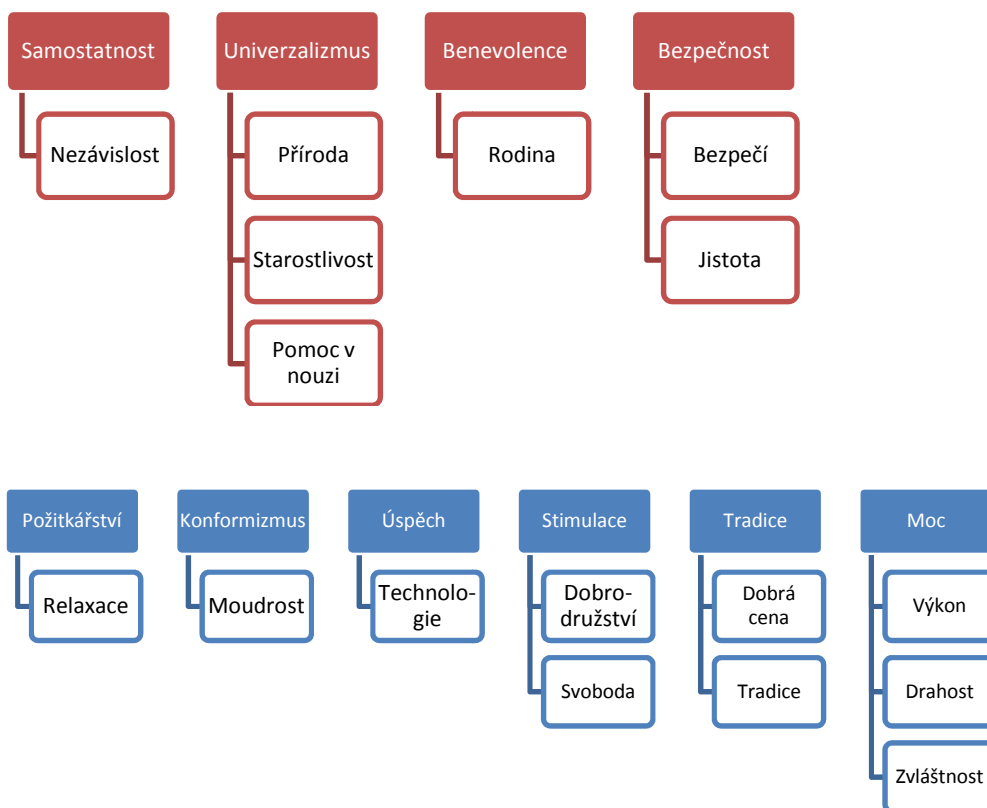 Samostatnost
Univerzalizmus
Benevolence
Bezpečnost
Nezávislost
Příroda
Rodina
Bezpečí
Starostlivost
Jistota
Pomoc v
nouzi
Požitkářství
Konformizmus
Úspěch
Stimulace
Tradice
Moc
Relaxace
Moudrost
Technolo-
gie
Dobro-
družství
Dobrá
cena
Výkon
Svoboda
Tradice
Drahost
Zvláštnost